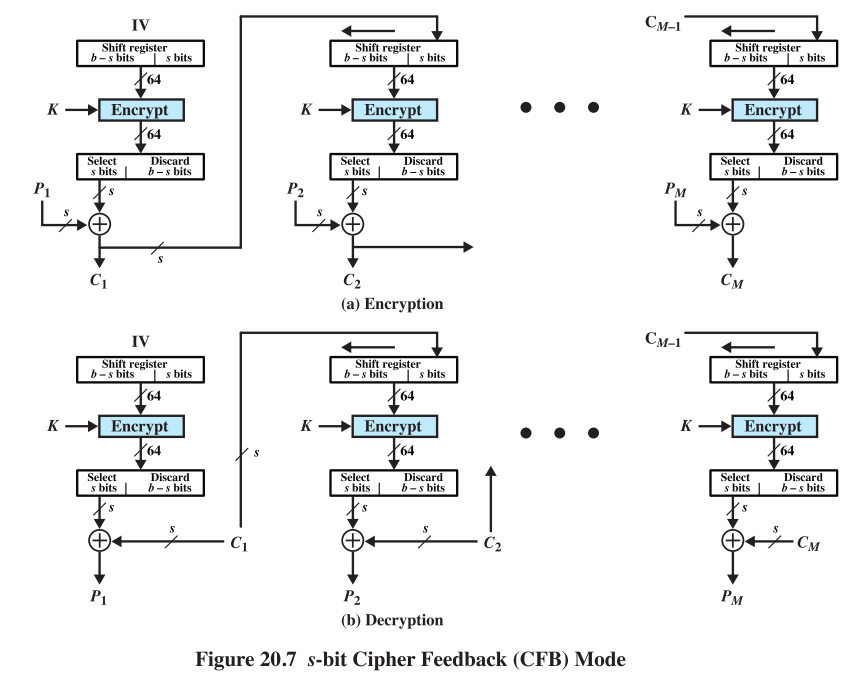 IV
C_{M–1}
Shift register
b – s bits | s bits
Shift register
b – s bits | s bits
Shift register
b – s bits | s bits
64
64
64
K
Encrypt
K
Encrypt
K
Encrypt
64
64
64
Select Discard
s bits | b – s bits
Select Discard
s bits | b – s bits
Select Discard
s bits | b – s bits
P_1
s
s
P_2
s
s
P_M
s
s
s
C_1
C_2
C_M
(a) Encryption
IV
C_{M–1}
Shift register
b – s bits | s bits
Shift register
b – s bits | s bits
Shift register
b – s bits | s bits
64
64
64
K
Encrypt
K
Encrypt
K
Encrypt
64
64
64
s
Select Discard
s bits | b – s bits
Select Discard
s bits | b – s bits
Select Discard
s bits | b – s bits
s
s
s
s
C_1
s
C_2
s
C_M
P_1
P_2
P_M
(b) Decryption
Figure 20.7 s-bit Cipher Feedback (CFB) Mode